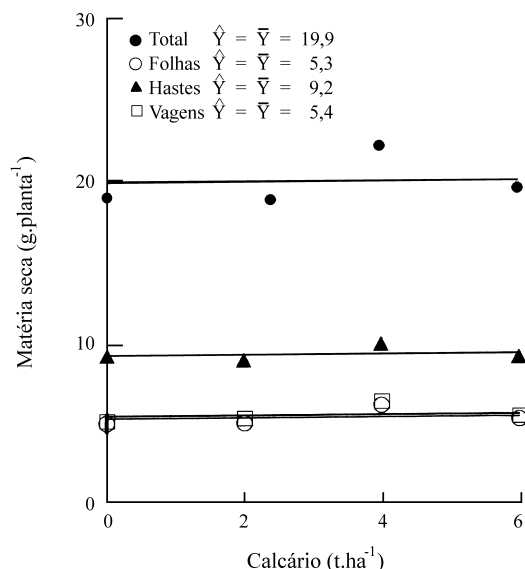 30
● Total Ŷ = Ȳ = 19,9
○ Folhas Ŷ = Ȳ = 5,3
▲ Hastes Ŷ = Ȳ = 9,2
□ Vagens Ŷ = Ȳ = 5,4
20
10
0
Matéria seca (g.planta⁻¹)
0 2 4 6
Calcário (t.ha⁻¹)